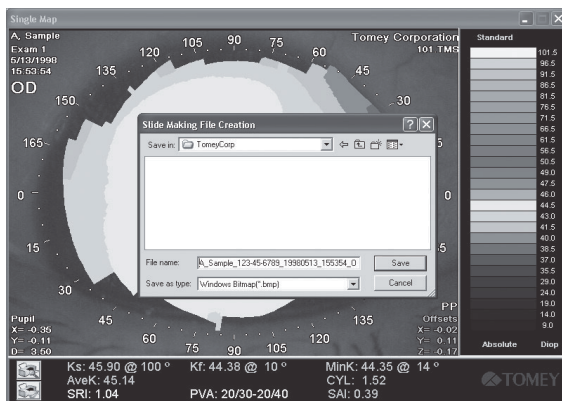 Single Map
A, Sample
Exam 1
5/13/1998
15:53:54
OD
Tomey Corporation
101 TMS
Standard
105 90 75
120 60
135 45
150 30
165
0 0
15
30
45 135
60 120
75 90 105
101.5
96.5
91.5
86.5
81.5
76.5
71.5
66.5
61.5
55.5
50.5
49.0
47.5
46.0
44.5
43.0
41.5
40.0
38.5
37.0
35.5
29.0
24.0
19.0
14.0
9.0
Absolute Diop
Slide Making File Creation
Save in: TomeyCorp
File name: A_Sample_123-45-6789_19980513_155354_O Save
Save as type: Windows Bitmap(*.bmp) Cancel
Pupil
X= -0.35
Y= -0.11
D= 3.50
PP
Offsets
X= -0.02
Y= 0.11
Z= -0.17
Ks: 45.90 @ 100 º Kf: 44.38 @ 10 º MinK: 44.35 @ 14 º
AveK: 45.14 CYL: 1.52
SRI: 1.04 PVA: 20/30-20/40 SAI: 0.39
TOMEY